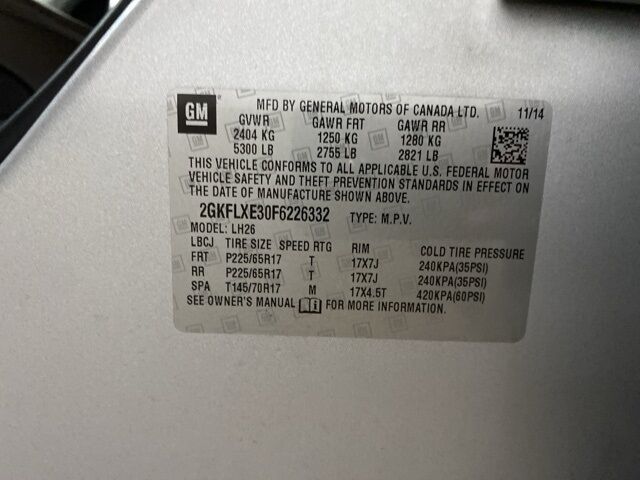 GM
MFD BY GENERAL MOTORS OF CANADA LTD. 11/14
GVWR GAWR FRT GAWR RR
2404 KG 1250 KG 1280 KG
5300 LB 2755 LB 2821 LB
THIS VEHICLE CONFORMS TO ALL APPLICABLE U.S. FEDERAL MOTOR
VEHICLE SAFETY AND THEFT PREVENTION STANDARDS IN EFFECT ON
THE DATE OF MANUFACTURE SHOWN ABOVE.
2GKFLXE30F6226332 TYPE: M.P.V.
MODEL: LH26
LBCJ TIRE SIZE SPEED RTG RIM COLD TIRE PRESSURE
FRT P225/65R17 T 17X7J 240KPA(35PSI)
RR P225/65R17 T 17X7J 240KPA(35PSI)
SPA T145/70R17 M 17X4.5T 420KPA(60PSI)
SEE OWNER'S MANUAL FOR MORE INFORMATION.